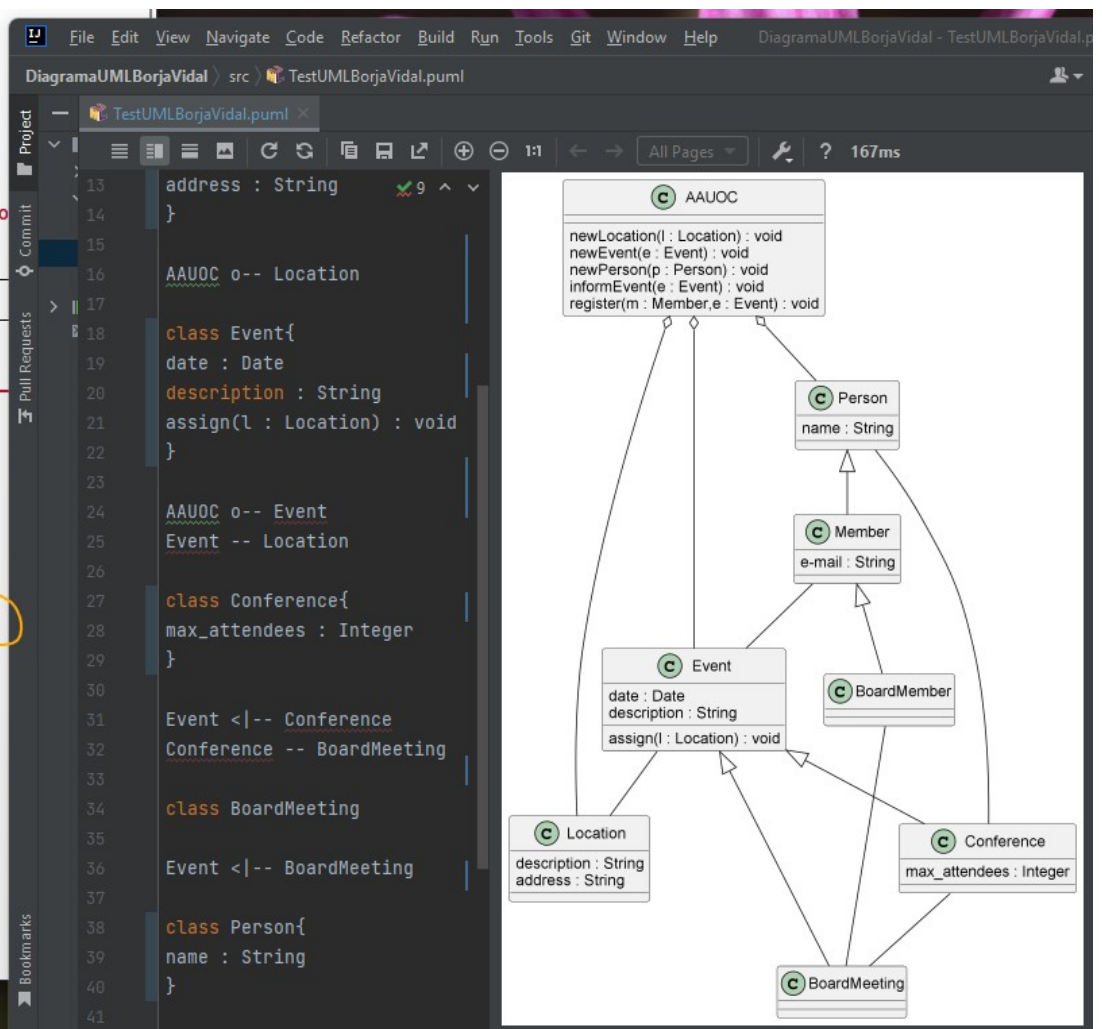 File Edit View Navigate Code Refactor Build Run Tools Git Window Help DiagramaUMLBorjaVidal - TestUMLBorjaVidal.p
DiagramaUMLBorjaVidal src TestUMLBorjaVidal.puml
TestUMLBorjaVidal.puml
1:1 All Pages ? 167ms
Project
Commit
Pull Requests
Bookmarks
9
13 address : String
14 }
15
16 AAUOC o-- Location
17
18 class Event{
19 date : Date
20 description : String
21 assign(l : Location) : void
22 }
23
24 AAUOC o-- Event
25 Event -- Location
26
27 class Conference{
28 max_attendees : Integer
29 }
30
31 Event <|-- Conference
32 Conference -- BoardMeeting
33
34 class BoardMeeting
35
36 Event <|-- BoardMeeting
37
38 class Person{
39 name : String
40 }
41
C AAUOC
newLocation(l : Location) : void
newEvent(e : Event) : void
newPerson(p : Person) : void
informEvent(e : Event) : void
register(m : Member,e : Event) : void
C Person
name : String
C Member
e-mail : String
C Event
date : Date
description : String
assign(l : Location) : void
C BoardMember
C Location
description : String
address : String
C Conference
max_attendees : Integer
C BoardMeeting